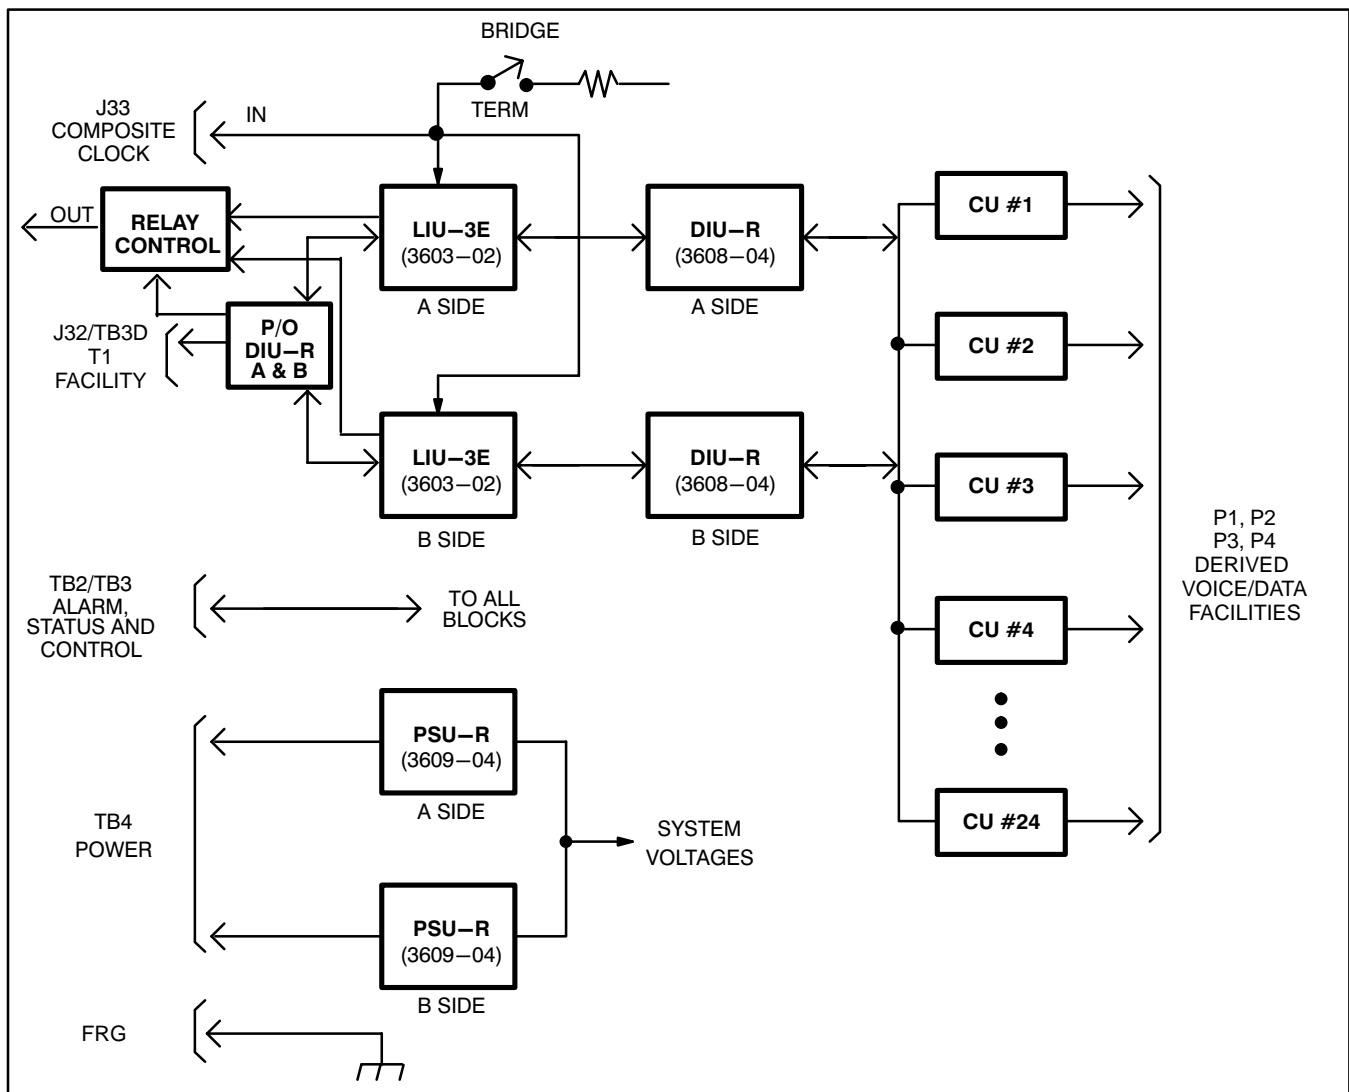 BRIDGE
TERM
J33
COMPOSITE
CLOCK
IN
OUT
RELAY
CONTROL
LIU—3E
(3603—02)
A SIDE
DIU—R
(3608—04)
A SIDE
P/O
DIU—R
A & B
J32/TB3D
T1
FACILITY
LIU—3E
(3603—02)
B SIDE
DIU—R
(3608—04)
B SIDE
CU #1
CU #2
CU #3
CU #4
CU #24
P1, P2
P3, P4
DERIVED
VOICE/DATA
FACILITIES
TB2/TB3
ALARM,
STATUS AND
CONTROL
TO ALL
BLOCKS
PSU—R
(3609—04)
A SIDE
TB4
POWER
SYSTEM
VOLTAGES
PSU—R
(3609—04)
B SIDE
FRG